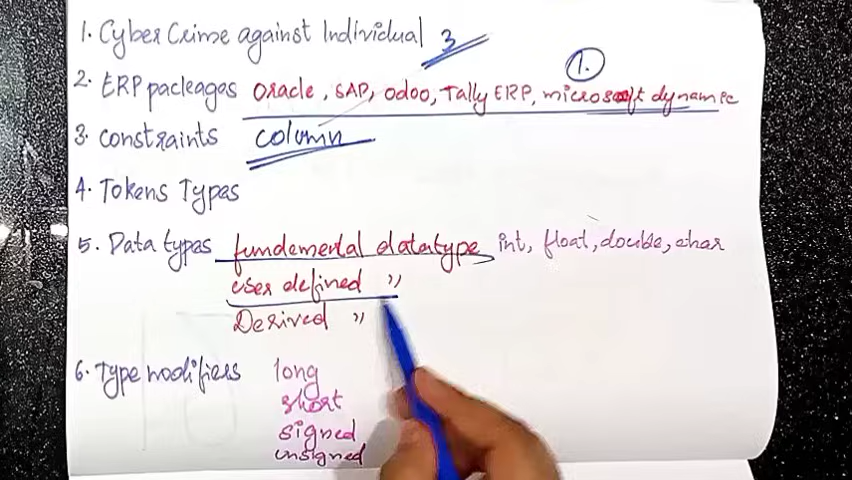 1. Cyber Crime against Individual 3
1.
2. ERP packages Oracle, SAP, Odoo, Tally ERP, microsoft dynamic
3. constraints column
4. Tokens Types
5. Data types fundemental datatype int, float, double, char
user defined "
Derived "
6. Type modifiers long
short
signed
unsigned